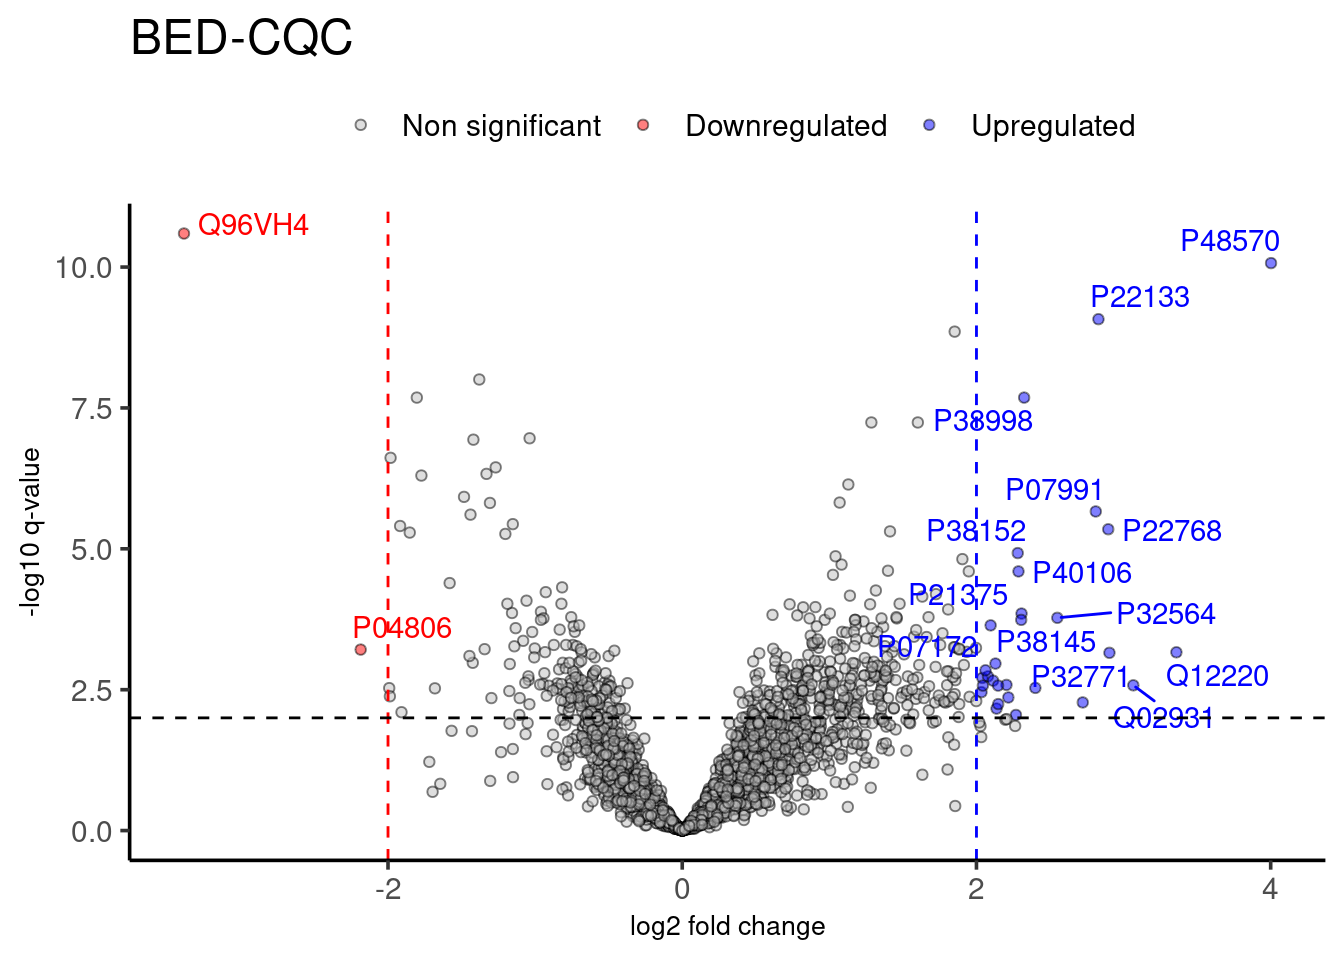 BED-CQC
Non significant Downregulated Upregulated
Q96VH4
P48570
P22133
P38998
P07991
P38152
P22768
P40106
P21375
P32564
P04806
P07172
P38145
P32771
Q12220
Q02931
10.0
7.5
5.0
2.5
0.0
-log10 q-value
-2 0 2 4
log2 fold change